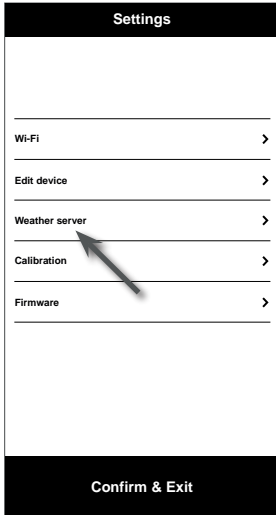 Settings
Wi-Fi
Edit device
Weather server
Calibration
Firmware
Confirm & Exit